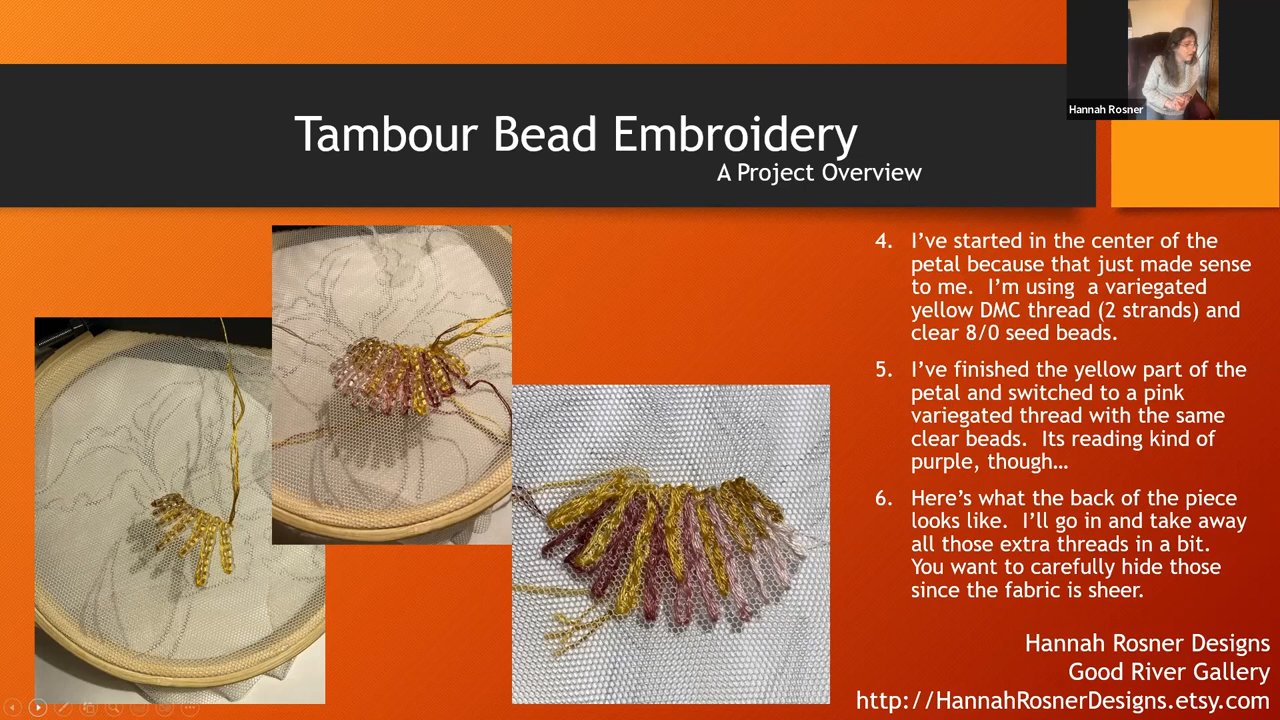 Hannah Rosner
Tambour Bead Embroidery
A Project Overview
4. I’ve started in the center of the
petal because that just made sense
to me.  I’m using  a variegated
yellow DMC thread (2 strands) and
clear 8/0 seed beads.
5. I’ve finished the yellow part of the
petal and switched to a pink
variegated thread with the same
clear beads.  Its reading kind of
purple, though…
6. Here’s what the back of the piece
looks like.  I’ll go in and take away
all those extra threads in a bit.
You want to carefully hide those
since the fabric is sheer.
Hannah Rosner Designs
Good River Gallery
http://HannahRosnerDesigns.etsy.com